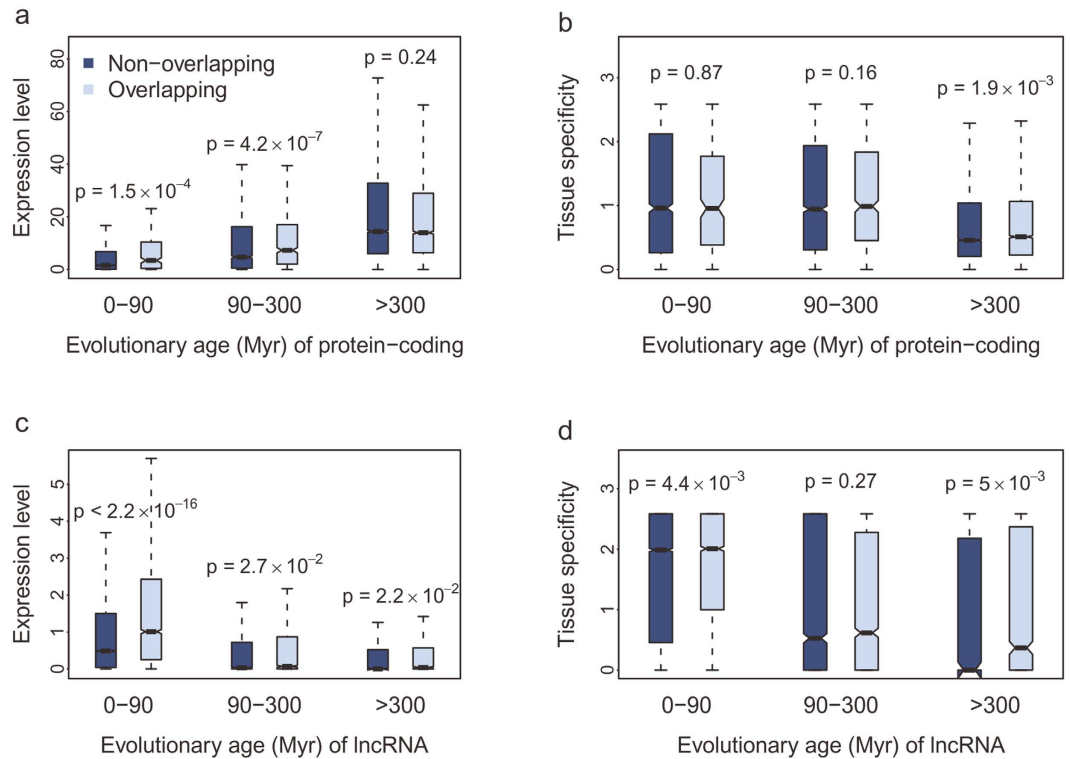 a
Expression level
80
60
40
20
0
Non-overlapping
Overlapping
p = 1.5 × 10⁻⁴
p = 4.2 × 10⁻⁷
p = 0.24
0−90
90−300
>300
Evolutionary age (Myr) of protein−coding
b
Tissue specificity
3
2
1
0
p = 0.87
p = 0.16
p = 1.9 × 10⁻³
0−90
90−300
>300
Evolutionary age (Myr) of protein−coding
c
Expression level
5
4
3
2
1
0
p < 2.2 × 10⁻¹⁶
p = 2.7 × 10⁻²
p = 2.2 × 10⁻²
0−90
90−300
>300
Evolutionary age (Myr) of lncRNA
d
Tissue specificity
3
2
1
0
p = 4.4 × 10⁻³
p = 0.27
p = 5 × 10⁻³
0−90
90−300
>300
Evolutionary age (Myr) of lncRNA